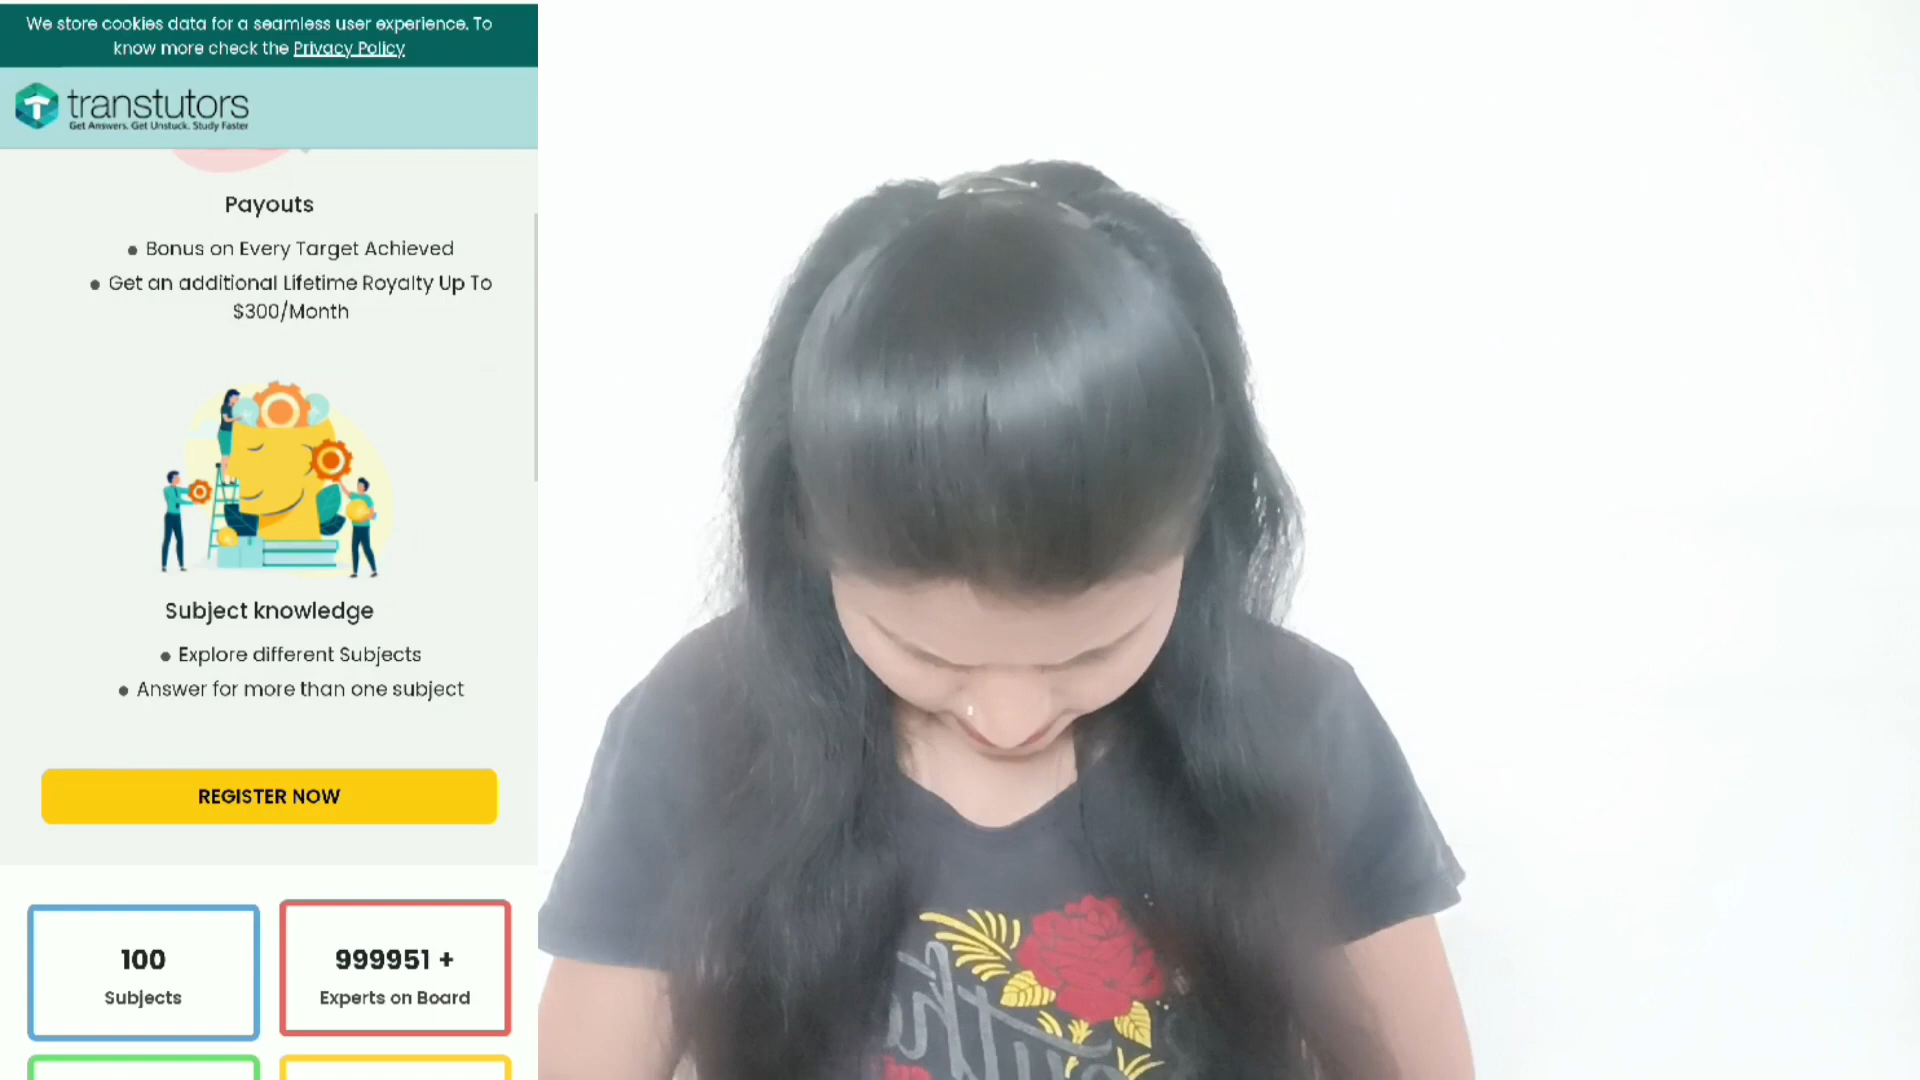 We store cookies data for a seamless user experience. To
know more check the Privacy Policy
transtutors
Get Answers. Get Unstuck. Study Faster
Payouts
● Bonus on Every Target Achieved
● Get an additional Lifetime Royalty Up To
$300/Month
Subject knowledge
● Explore different Subjects
● Answer for more than one subject
REGISTER NOW
100
Subjects
999951 +
Experts on Board